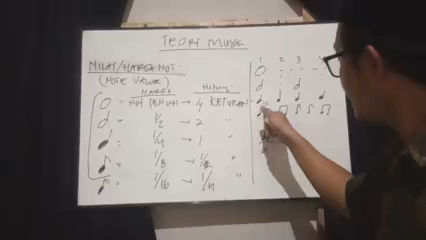 TEORI MUSIK
NILAI/HARGA NOT.
(NOTE VALUE)
HARGA HITUNG
= NOT PENUH → 4 KETUKAN
= 1/2 → 2 "
= 1/4 → 1 "
= 1/8 → 1/2 "
= 1/16 → 1/4 "
1 2 3 4